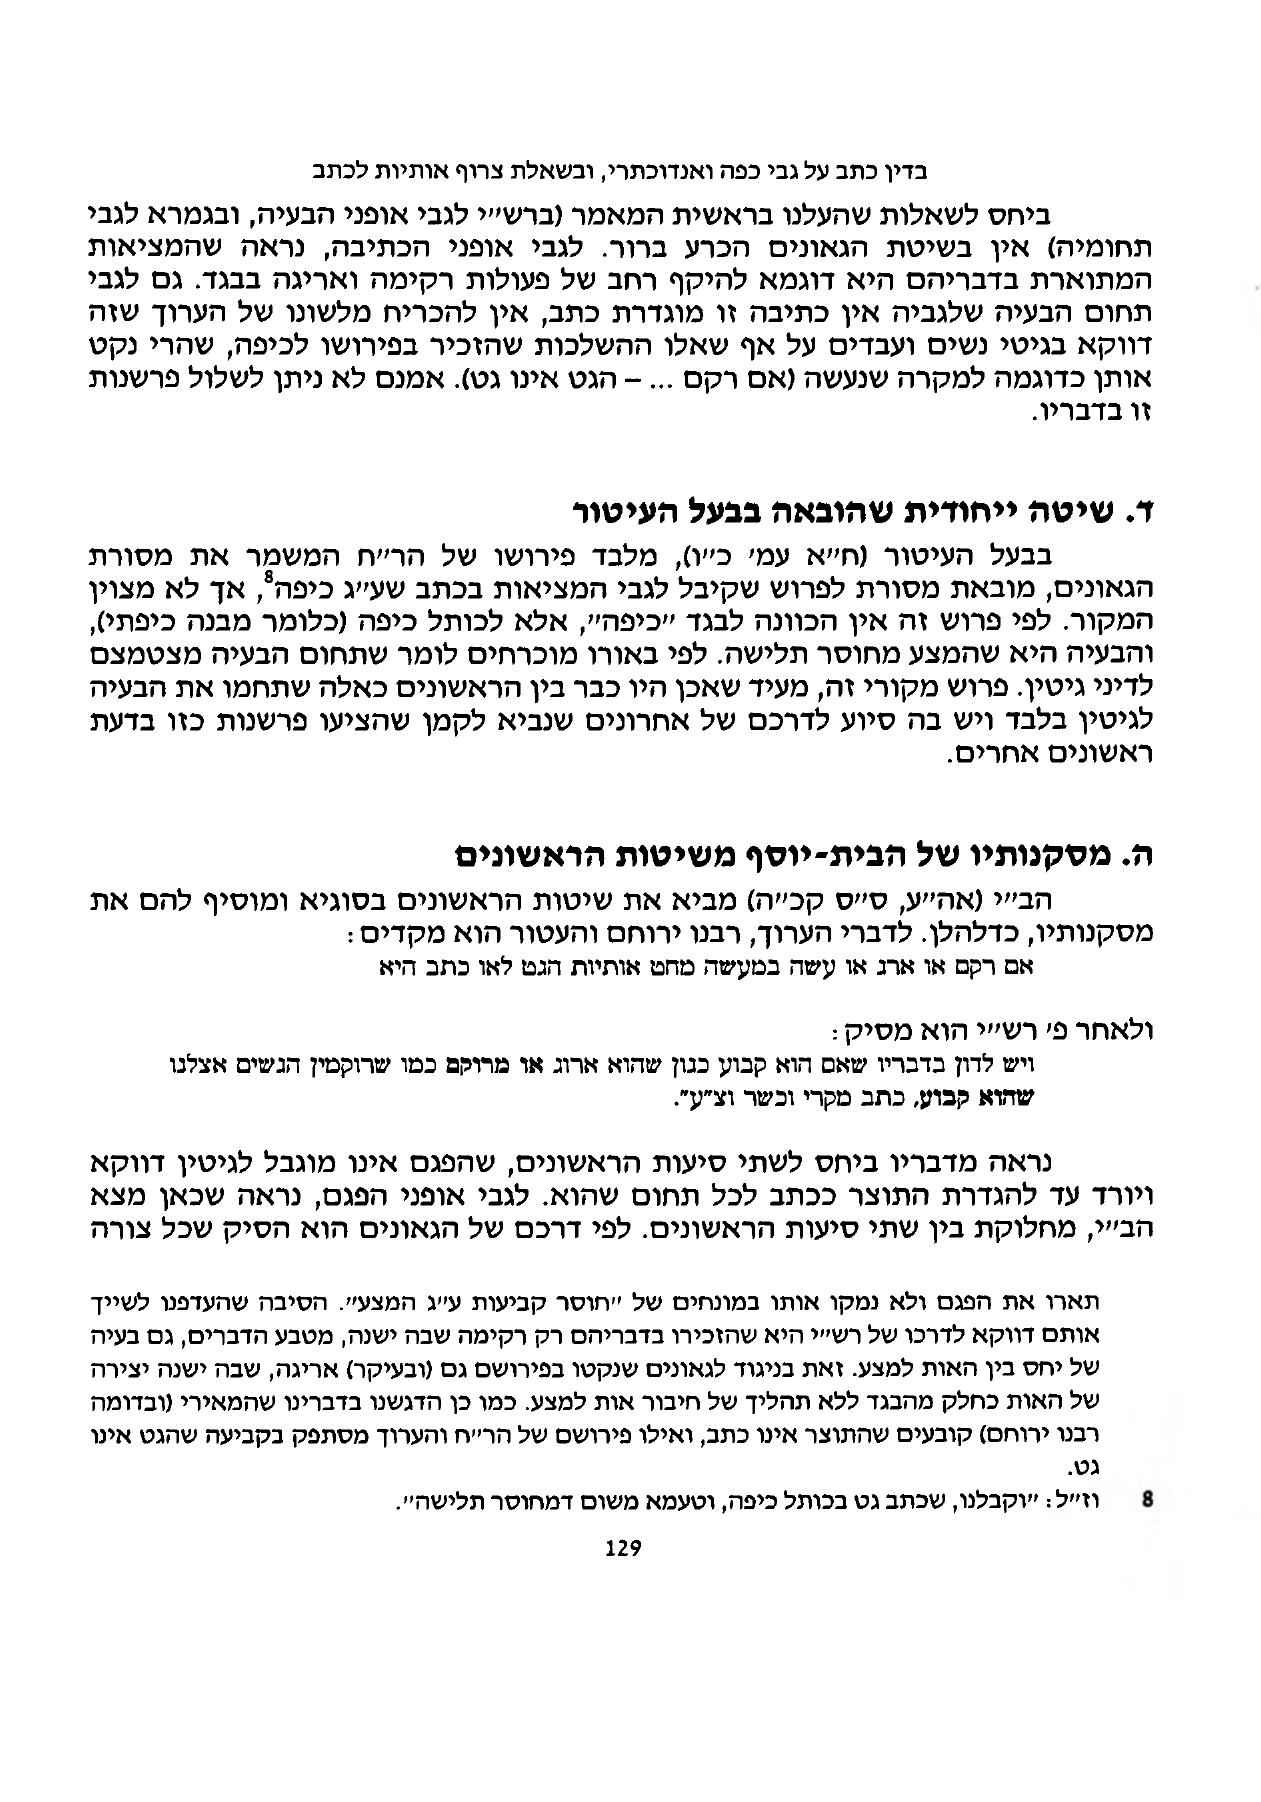 בדין כתב על גבי כפה ואנדוכתרי, ובשאלת צרוף אותיות לכתב
ביחס לשאלות שהעלנו בראשית המאמר (ברש״י לגבי אופני הבעיה, ובגמרא לגבי
תחומיה) אין בשיטת הגאונים הכרע ברור. לגבי אופני הכתיבה, נראה שהמציאות
המתוארת בדבריהם היא דוגמא להיקף רחב של פעולות רקימה ואריגה בבגד. גם לגבי
תחום הבעיה שלגביה אין כתיבה זו מוגדרת כתב, אין להכריח מלשונו של הערוך שזה
דווקא בגיטי נשים ועבדים על אף שאלו ההשלכות שהזכיר בפירושו לכיפה, שהרי נקט
אותן כדוגמה למקרה שנעשה (אם רקם ... – הגט אינו גט). אמנם לא ניתן לשלול פרשנות
זו בדבריו.
ד. שיטה ייחודית שהובאה בבעל העיטור
בבעל העיטור (ח״א עמ׳ כ״ו), מלבד פירושו של הר״ח המשמר את מסורת
הגאונים, מובאת מסורת לפרוש שקיבל לגבי המציאות בכתב שע״ג כיפה8, אך לא מצוין
המקור. לפי פרוש זה אין הכוונה לבגד ״כיפה״, אלא לכותל כיפה (כלומר מבנה כיפתי),
והבעיה היא שהמצע מחוסר תלישה. לפי באורו מוכרחים לומר שתחום הבעיה מצטמצם
לדיני גיטין. פרוש מקורי זה, מעיד שאכן היו כבר בין הראשונים כאלה שתחמו את הבעיה
לגיטין בלבד ויש בה סיוע לדרכם של אחרונים שנביא לקמן שהציעו פרשנות כזו בדעת
ראשונים אחרים.
ה. מסקנותיו של הבית-יוסף משיטות הראשונים
הב״י (אה״ע, ס״ס קכ״ה) מביא את שיטות הראשונים בסוגיא ומוסיף להם את
מסקנותיו, כדלהלן. לדברי הערוך, רבנו ירוחם והעטור הוא מקדים:
אם רקם או ארג או עשה במעשה מחט אותיות הגט לאו כתב היא
ולאחר פ׳ רש״י הוא מסיק:
ויש לדון בדבריו שאם הוא קבוע כגון שהוא ארוג או מרוקם כמו שרוקמין הנשים אצלנו
שהוא קבוע, כתב מקרי וכשר וצ״ע״.
נראה מדבריו ביחס לשתי סיעות הראשונים, שהפגם אינו מוגבל לגיטין דווקא
ויורד עד להגדרת התוצר ככתב לכל תחום שהוא. לגבי אופני הפגם, נראה שכאן מצא
הב״י, מחלוקת בין שתי סיעות הראשונים. לפי דרכם של הגאונים הוא הסיק שכל צורה
תארו את הפגם ולא נמקו אותו במונחים של ״חוסר קביעות ע״ג המצע״. הסיבה שהעדפנו לשייך
אותם דווקא לדרכו של רש״י היא שהזכירו בדבריהם רק רקימה שבה ישנה, מטבע הדברים, גם בעיה
של יחס בין האות למצע. זאת בניגוד לגאונים שנקטו בפירושם גם (ובעיקר) אריגה, שבה ישנה יצירה
של האות כחלק מהבגד ללא תהליך של חיבור אות למצע. כמו כן הדגשנו בדברינו שהמאירי (ובדומה
רבנו ירוחם) קובעים שהתוצר אינו כתב, ואילו פירושם של הר״ח והערוך מסתפק בקביעה שהגט אינו
גט.
8 וז״ל: ״וקבלנו, שכתב גט בכותל כיפה, וטעמא משום דמחוסר תלישה״.
129